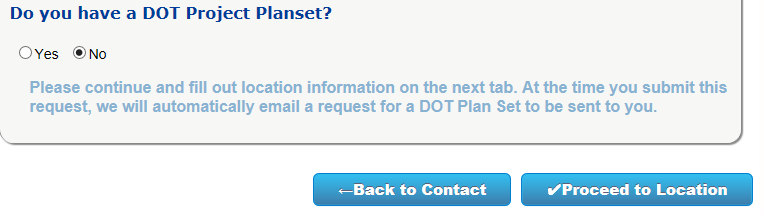 Do you have a DOT Project Planset?
Yes No
Please continue and fill out location information on the next tab. At the time you submit this
request, we will automatically email a request for a DOT Plan Set to be sent to you.
←Back to Contact ✔Proceed to Location